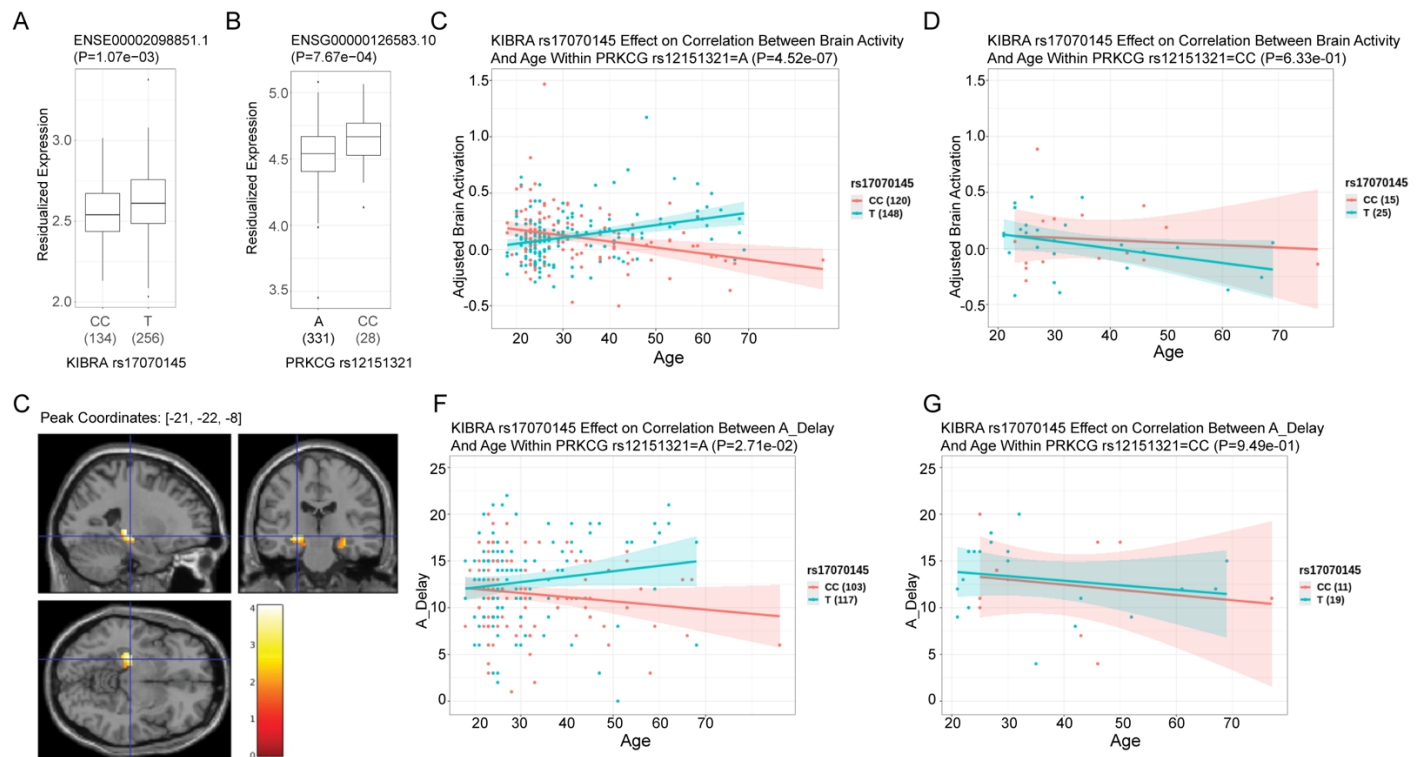 A
ENSE00002098851.1
(P=1.07e−03)
Residualized Expression
3.0
2.5
2.0
CC
(134)
T
(256)
KIBRA rs17070145
B
ENSG00000126583.10
(P=7.67e−04)
Residualized Expression
5.0
4.5
4.0
3.5
A
(331)
CC
(28)
PRKCG rs12151321
C
KIBRA rs17070145 Effect on Correlation Between Brain Activity
And Age Within PRKCG rs12151321=A (P=4.52e-07)
Adjusted Brain Activation
1.5
1.0
0.5
0.0
-0.5
20 30 40 50 60 70
Age
rs17070145
CC (120)
T (148)
D
KIBRA rs17070145 Effect on Correlation Between Brain Activity
And Age Within PRKCG rs12151321=CC (P=6.33e-01)
Adjusted Brain Activation
1.5
1.0
0.5
0.0
-0.5
20 30 40 50 60 70
Age
rs17070145
CC (15)
T (25)
C
Peak Coordinates: [-21, -22, -8]
4
3
2
1
0
F
KIBRA rs17070145 Effect on Correlation Between A_Delay
And Age Within PRKCG rs12151321=A (P=2.71e-02)
A_Delay
25
20
15
10
5
0
20 30 40 50 60 70
Age
rs17070145
CC (103)
T (117)
G
KIBRA rs17070145 Effect on Correlation Between A_Delay
And Age Within PRKCG rs12151321=CC (P=9.49e-01)
A_Delay
25
20
15
10
5
0
20 30 40 50 60 70
Age
rs17070145
CC (11)
T (19)